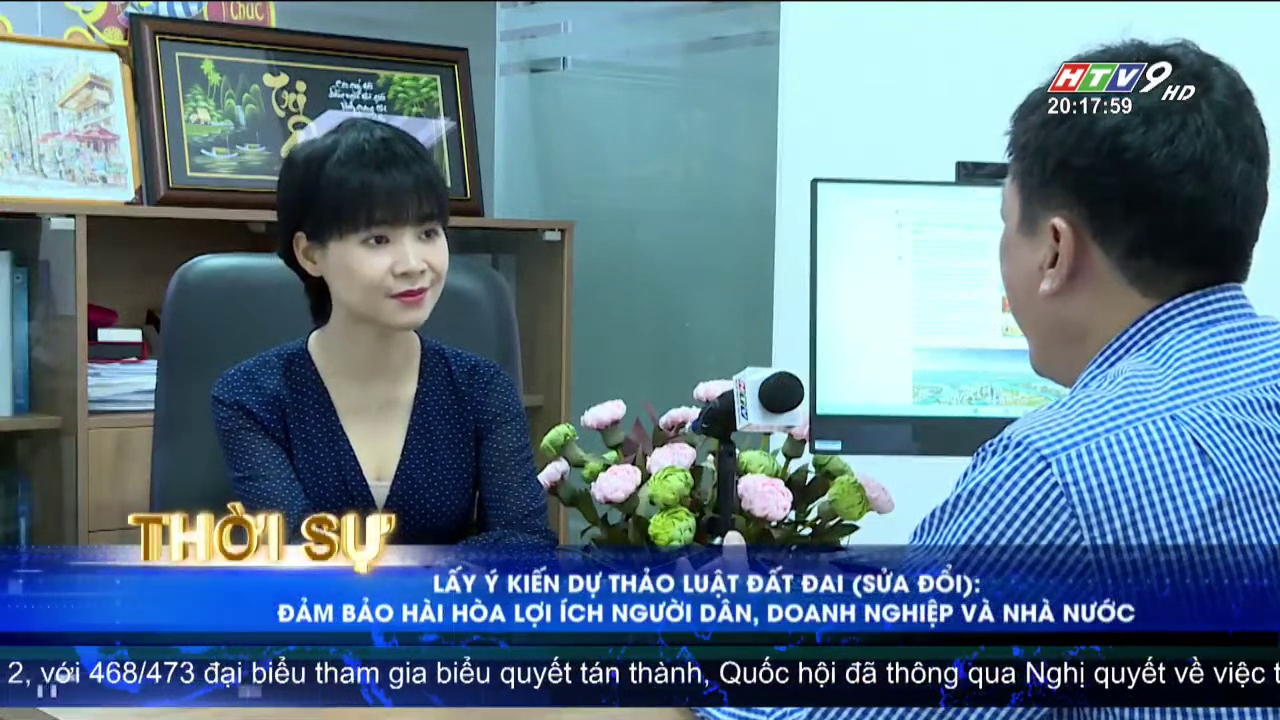 Chúc
HTV9 HD
20:17:59
HTV9
THỜI SỰ
LẤY Ý KIẾN DỰ THẢO LUẬT ĐẤT ĐAI (SỬA ĐỔI):
ĐẢM BẢO HÀI HÒA LỢI ÍCH NGƯỜI DÂN, DOANH NGHIỆP VÀ NHÀ NƯỚC
2, với 468/473 đại biểu tham gia biểu quyết tán thành, Quốc hội đã thông qua Nghị quyết về việc t